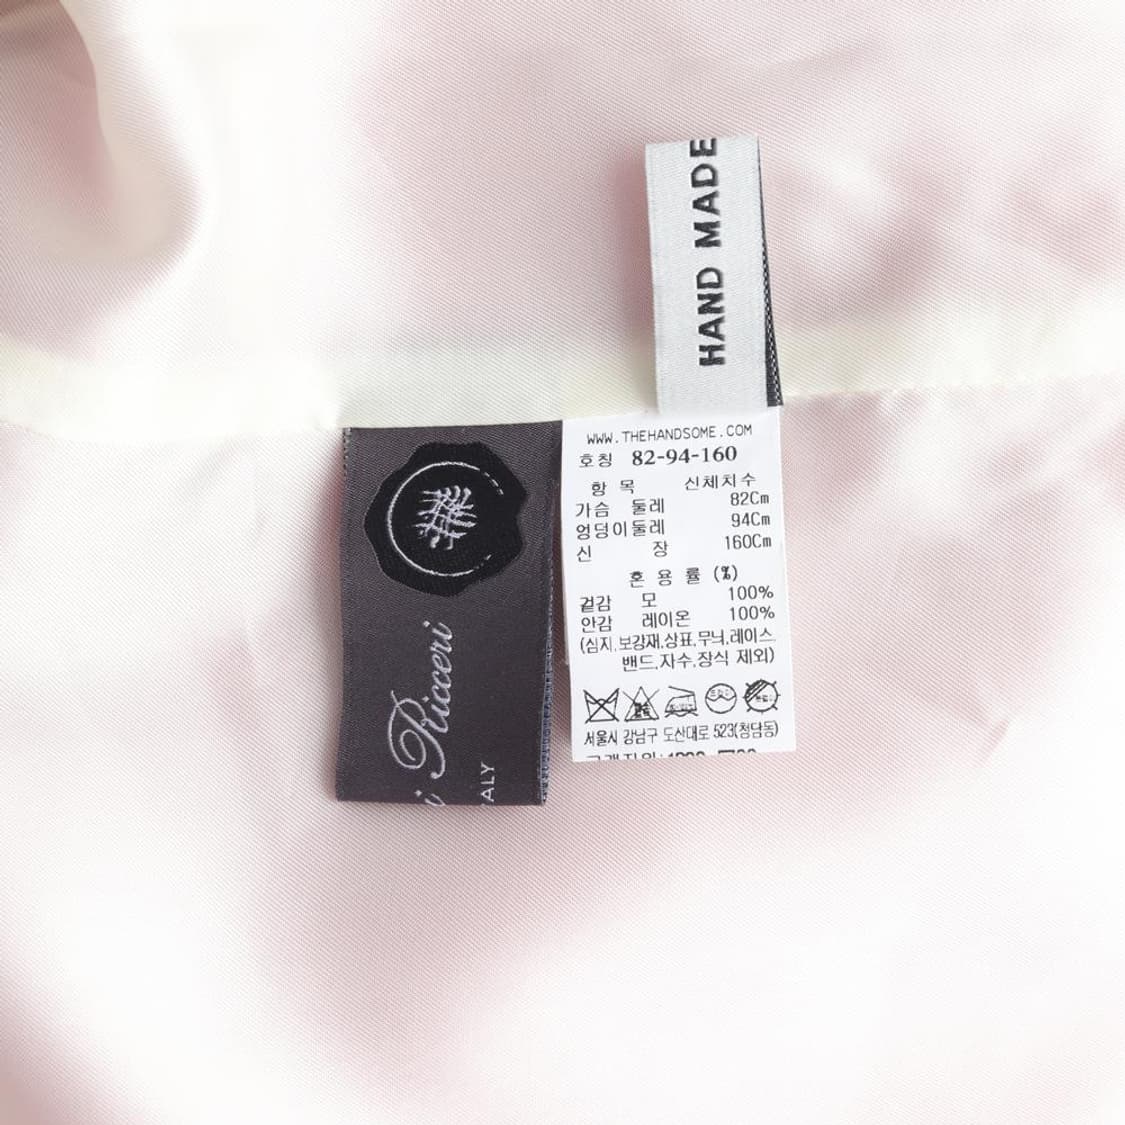 HAND MADE
WWW.THEHANDSOME.COM
호칭 82-94-160
항 목 신체치수
가슴 둘레 82Cm
엉덩이둘레 94Cm
신 장 160Cm
혼 용 률 (%)
겉감 모 100%
안감 레이온 100%
(심지,보강재,상표,무늬,레이스
밴드,자수,장식 제외)
서울시 강남구 도산대로 523(청담동)
Ricceri